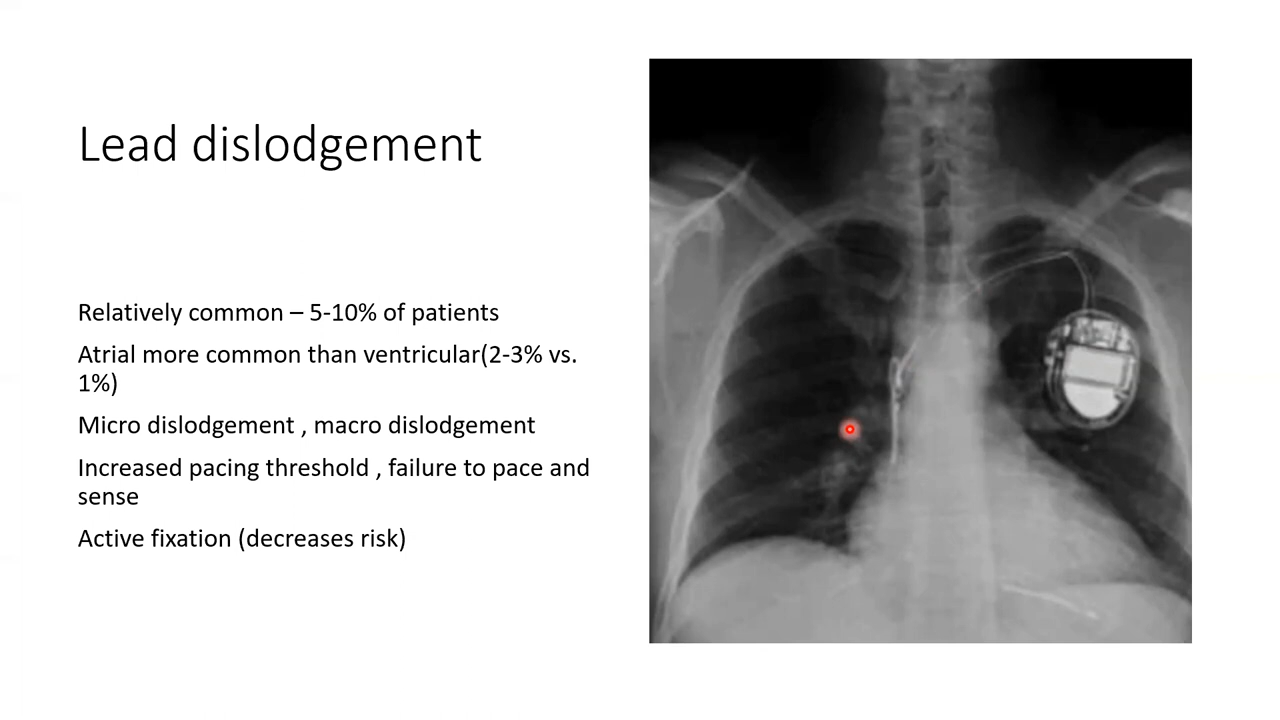 Lead dislodgement
Relatively common – 5-10% of patients
Atrial more common than ventricular(2-3% vs.
1%)
Micro dislodgement , macro dislodgement
Increased pacing threshold , failure to pace and
sense
Active fixation (decreases risk)